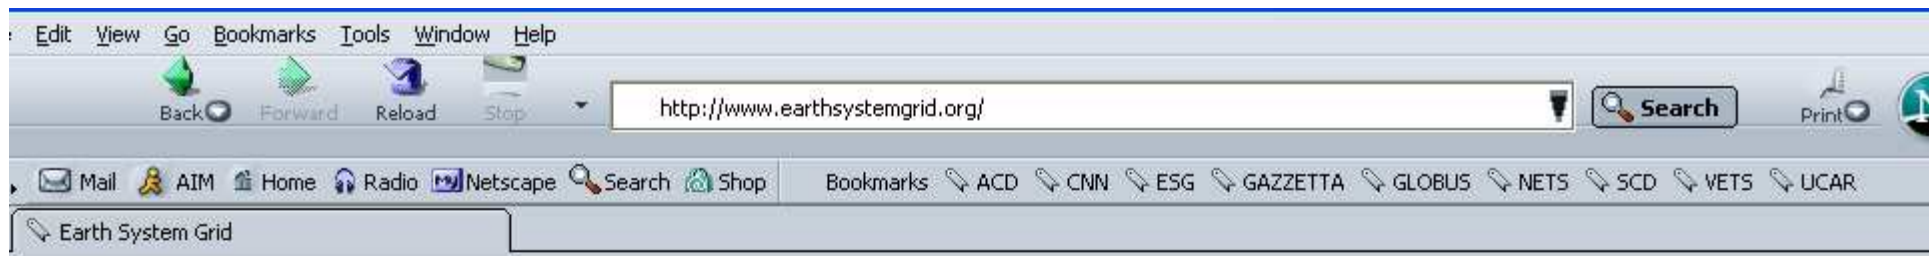 Edit View Go Bookmarks Tools Window Help
Back Forward Reload Stop http://www.earthsystemgrid.org/ Search Print N
Mail AIM Home Radio My Netscape Search Shop Bookmarks ACD CNN ESG GAZZETTA GLOBUS NETS SCD VETS UCAR
Earth System Grid